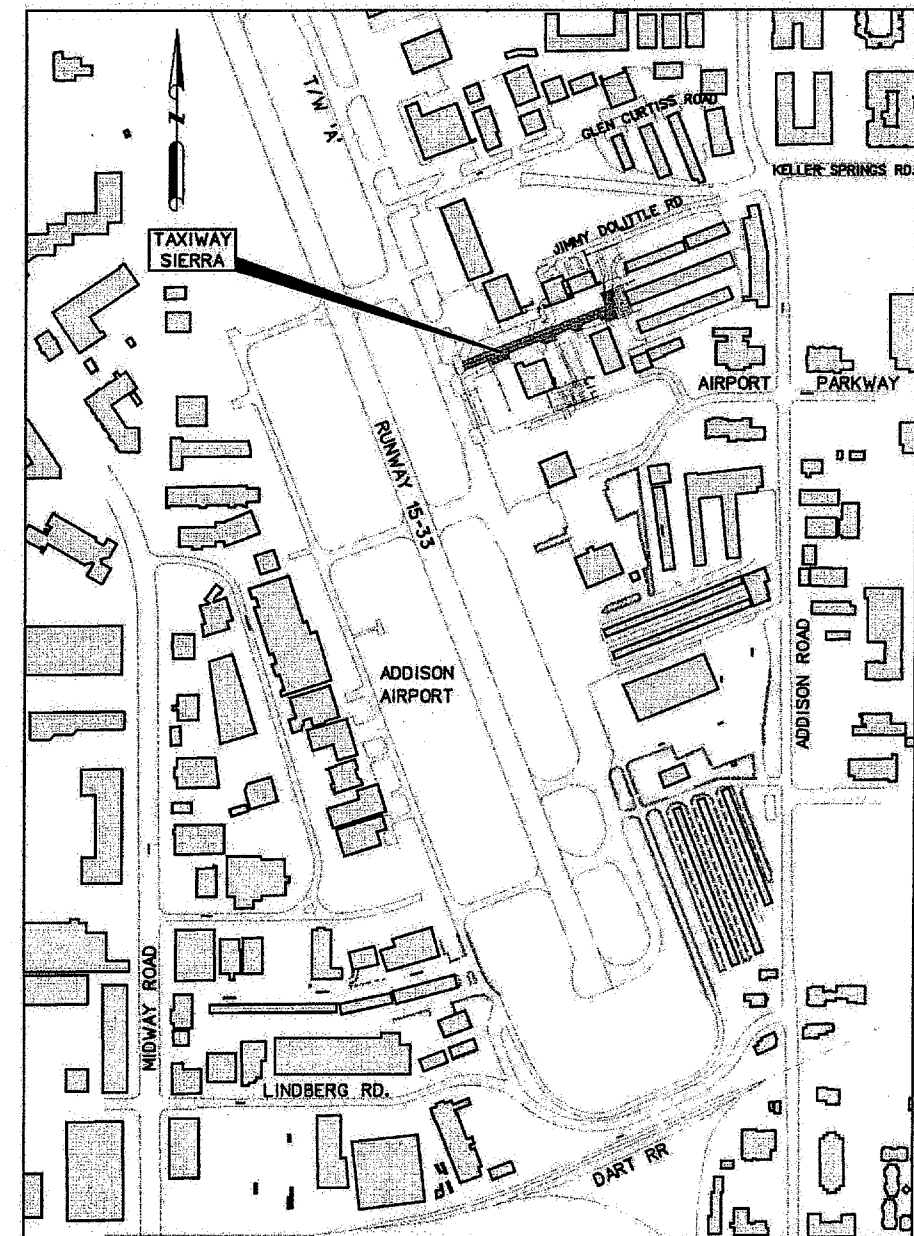 T/W 'A'
GLEN CURTISS ROAD
KELLER SPRINGS RD.
N
JIMMY DOLITTLE RD.
TAXIWAY
SIERRA
AIRPORT PARKWAY
RUNWAY 15-33
ADDISON
AIRPORT
ADDISON ROAD
MIDWAY ROAD
LINDBERG RD.
DART RR